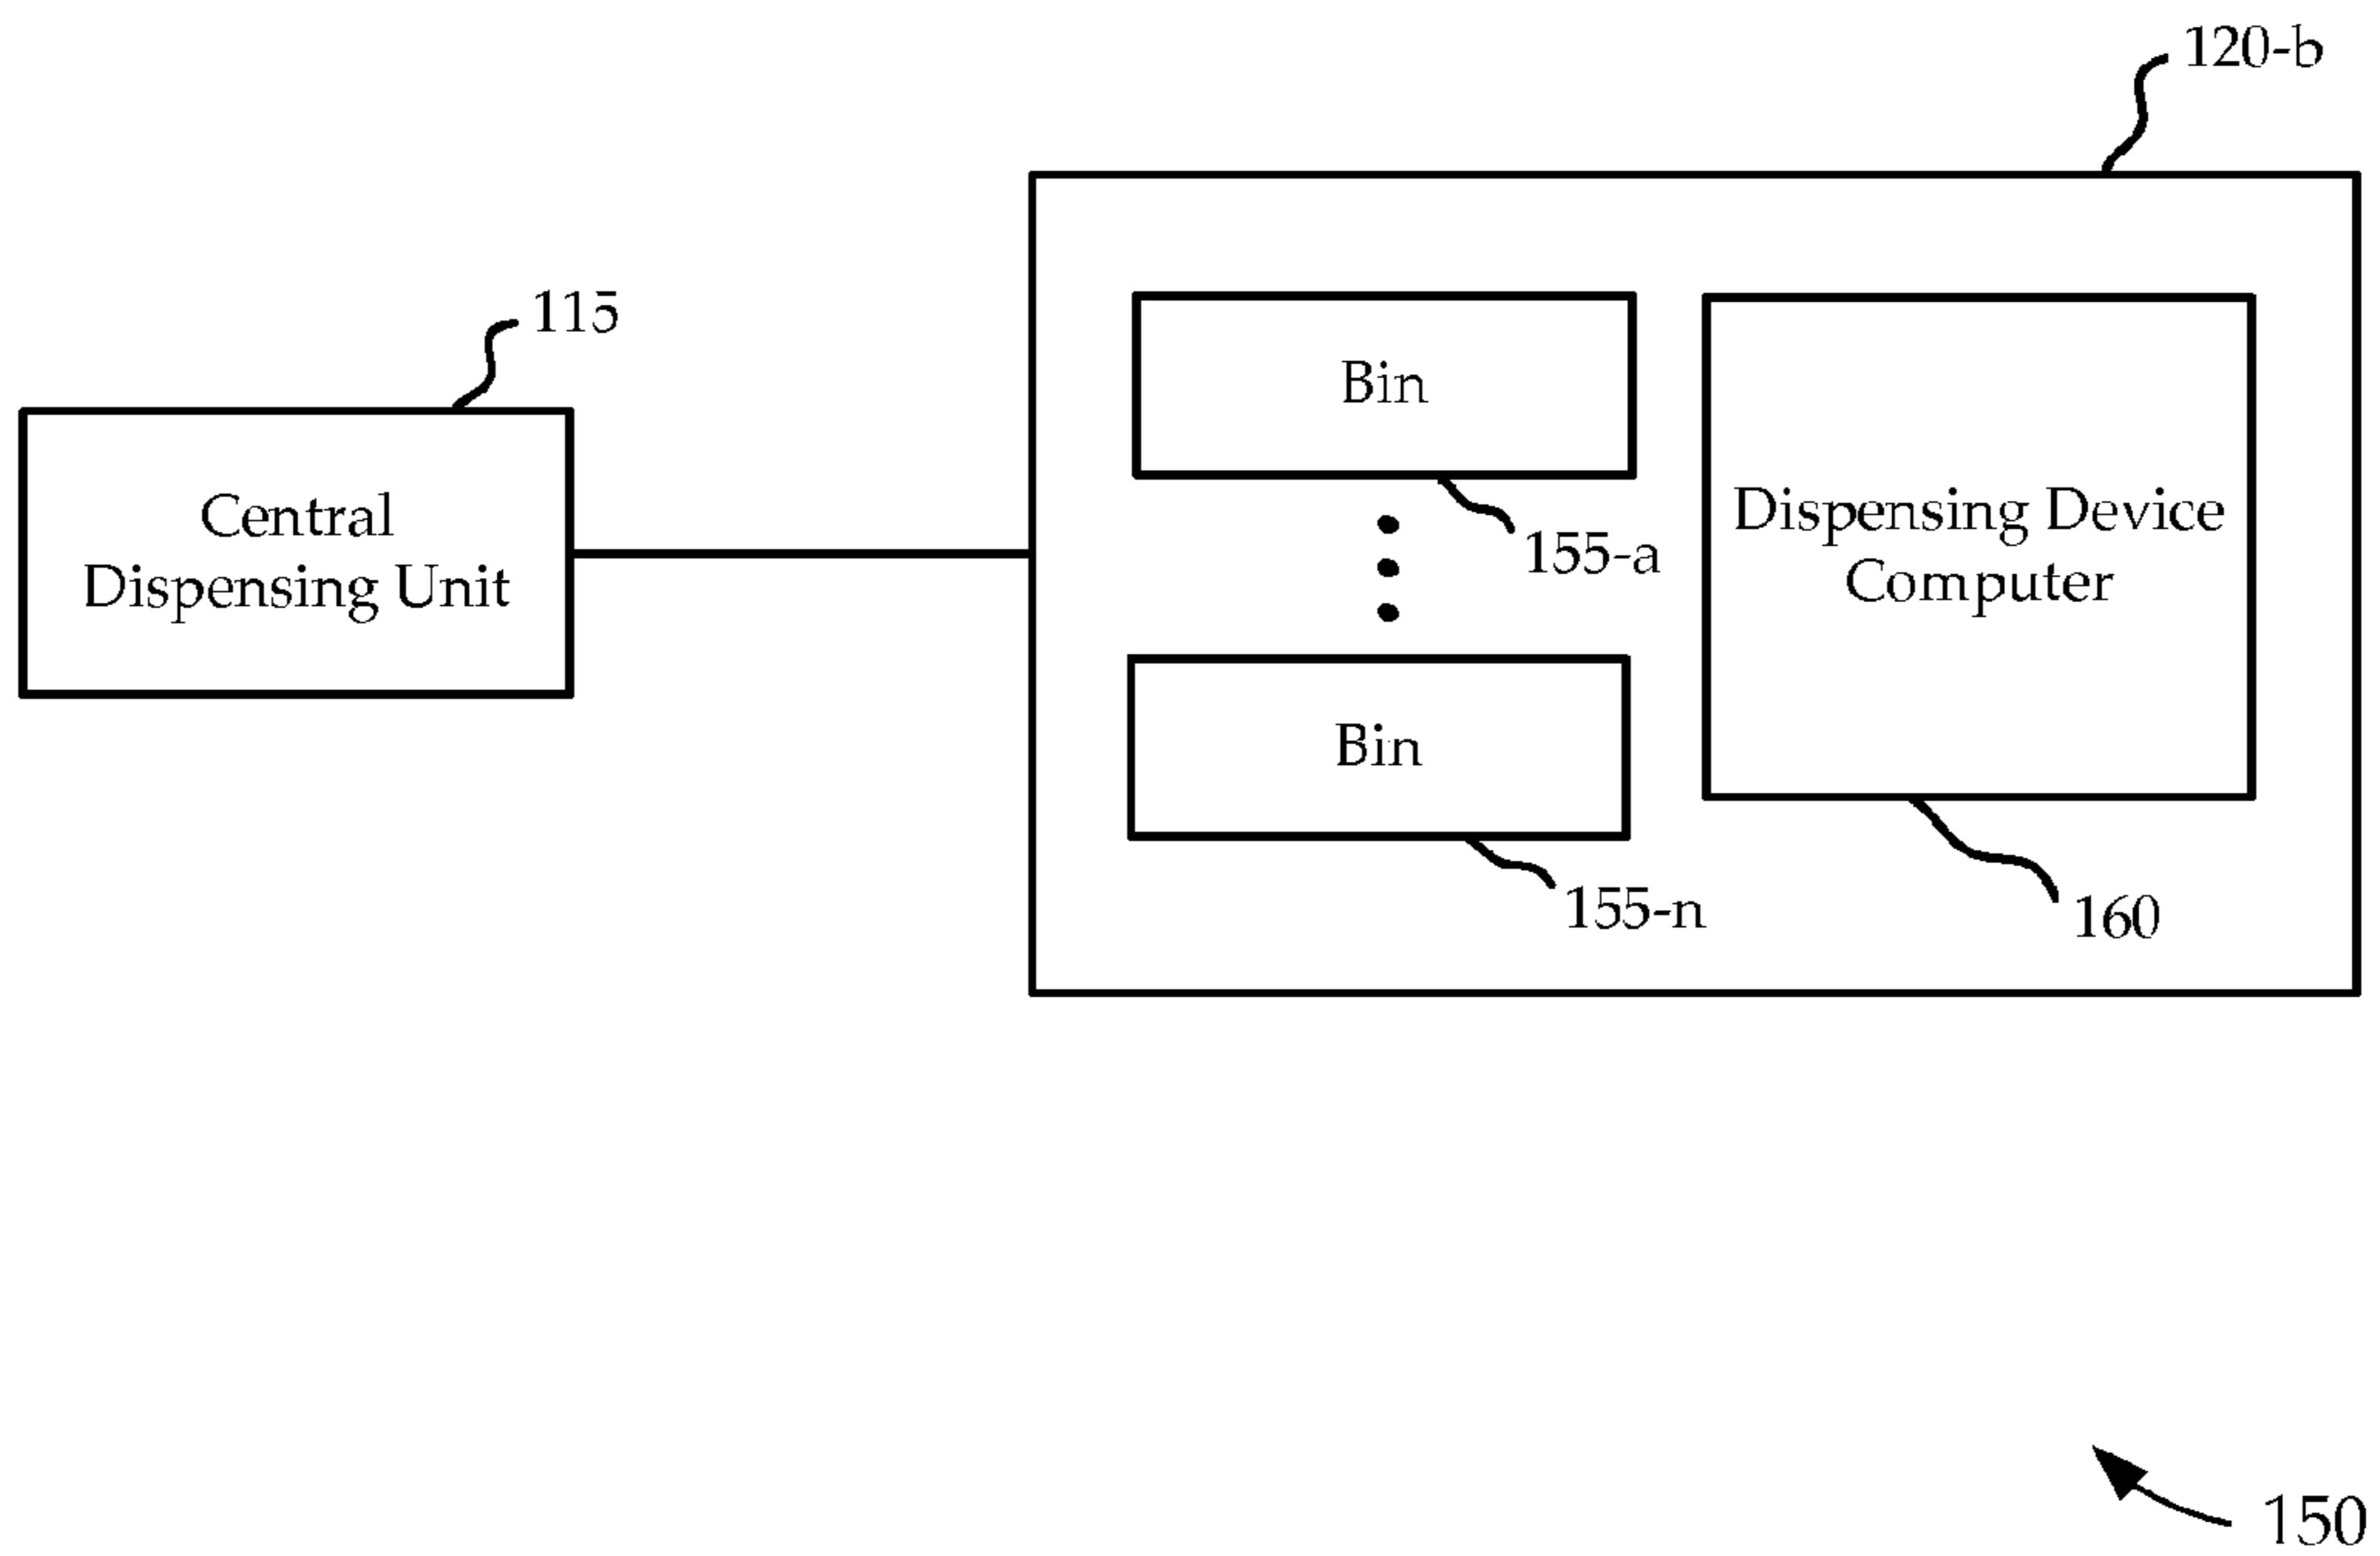 120-b
115
Bin
Central
Dispensing Unit
Dispensing Device
Computer
155-a
Bin
155-n
160
150